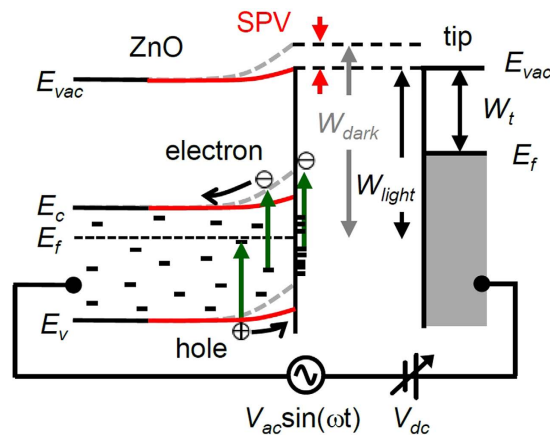 SPV
ZnO
tip
E_vac
E_vac
W_dark
W_t
electron
E_f
W_light
E_c
E_f
E_v
hole
V_ac sin(ωt)
V_dc